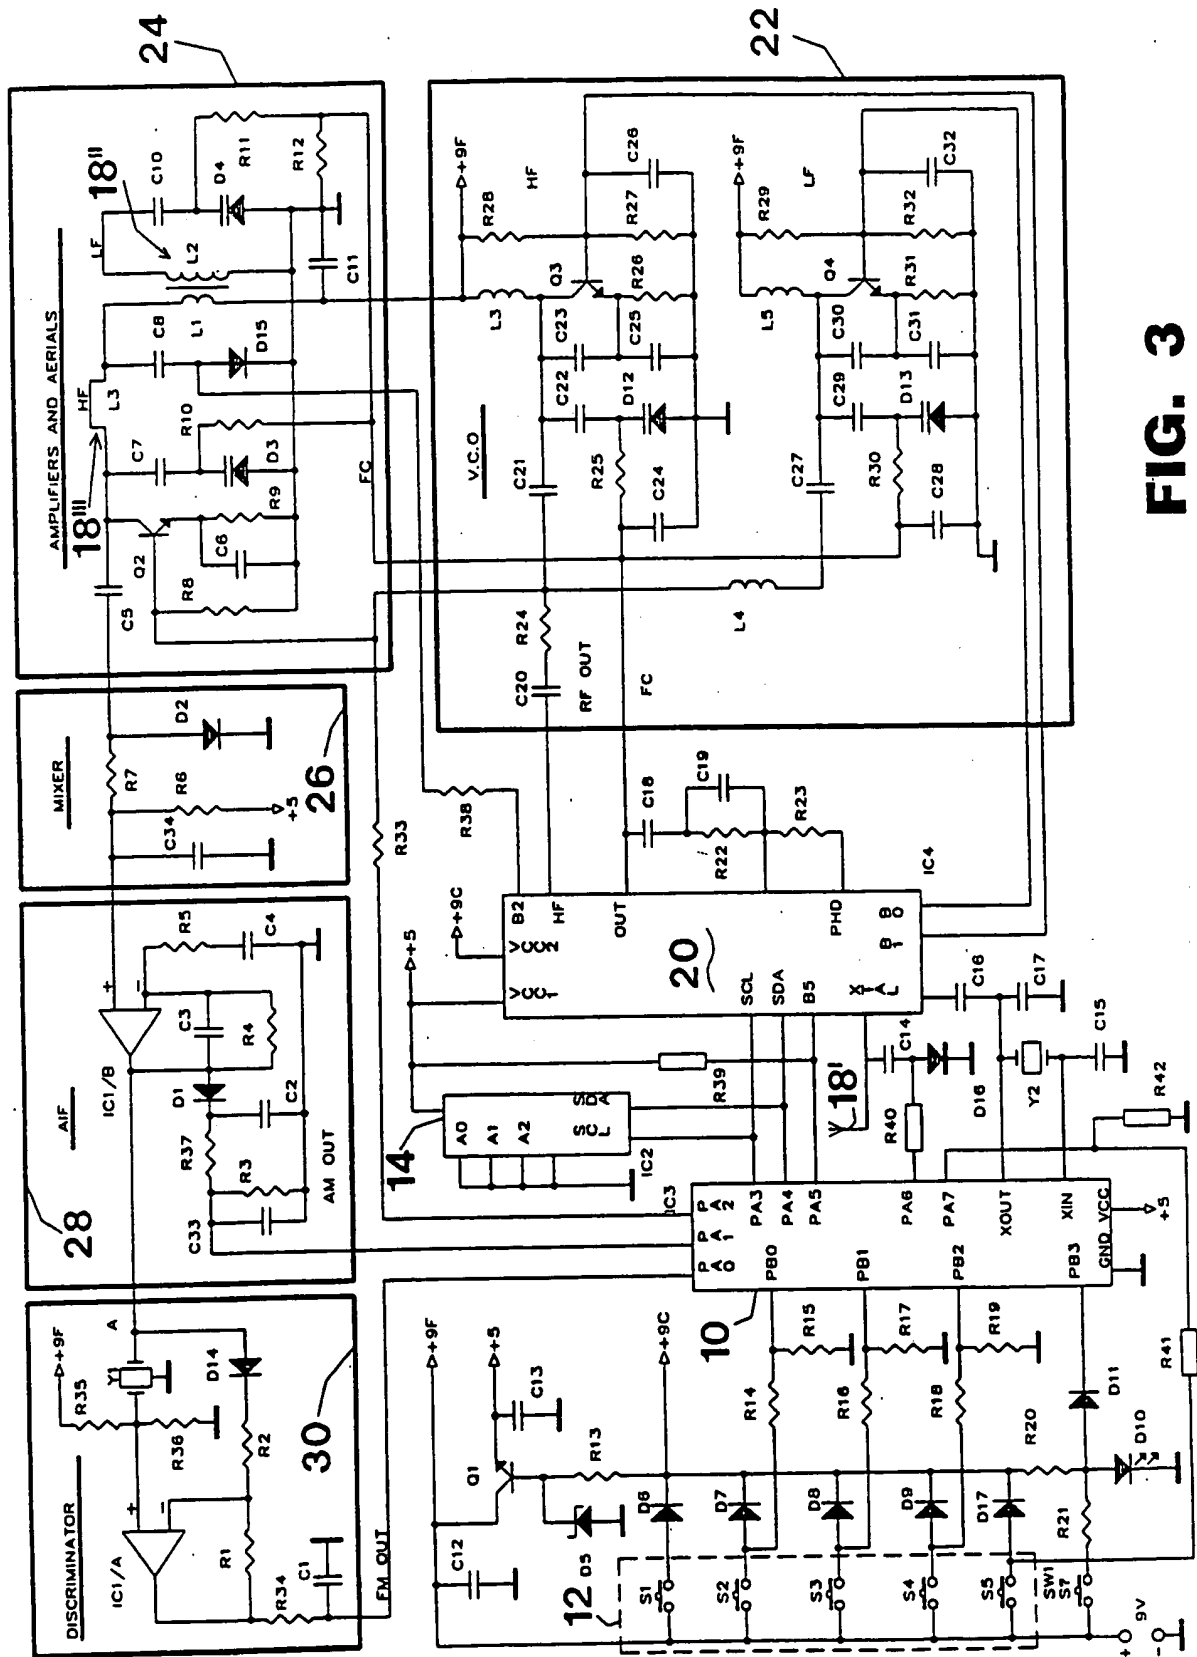 DISCRIMINATOR
IC1/A
+
-
R1
R34
C1
FM OUT
R2
D14
R35
+9F
R36
Y1
A
30
28
AIF
IC1/B
+
-
R5
C4
C3
R4
D1
C2
R37
R3
C33
AM OUT
MIXER
R7
R6
C34
+5
D2
26
AMPLIFIERS AND AERIALS
24
18'''
18''
HF
L3
LF
L2
L1
C5
Q2
R8
C6
R9
C7
D3
R10
FC
C8
D15
C10
D4
R11
R12
C11
R33
R38
V.C.O
22
C20
R24
RF OUT
FC
C21
C22
C23
L3
Q3
R28
+9F
HF
C26
R27
R26
C25
D12
R25
C24
C27
L4
C29
C30
L5
Q4
R29
+9F
LF
C32
R32
R31
C31
D13
R30
C28
C18
C19
R22
R23
IC4
20
VCC1
VCC2
B2
HF
OUT
PHD
SCL
SDA
B5
XTAL
B1
B0
+5
+9C
14
A0
A1
A2
SDA
SCL
IC2
R39
18'
C14
C16
C17
C15
D16
R40
Y2
R42
IC3
10
PA0
PA1
PA2
PA3
PA4
PA5
PA6
PA7
XOUT
XIN
PB0
PB1
PB2
PB3
GND
VCC
+5
R14
R15
R16
R17
R18
R19
R20
R21
R41
D11
D10
+9F
+5
+9C
C12
C13
Q1
R13
D5
D6
D7
D8
D9
D17
12
S1
S2
S3
S4
S5
SW1
S7
9V
+
-
FIG. 3